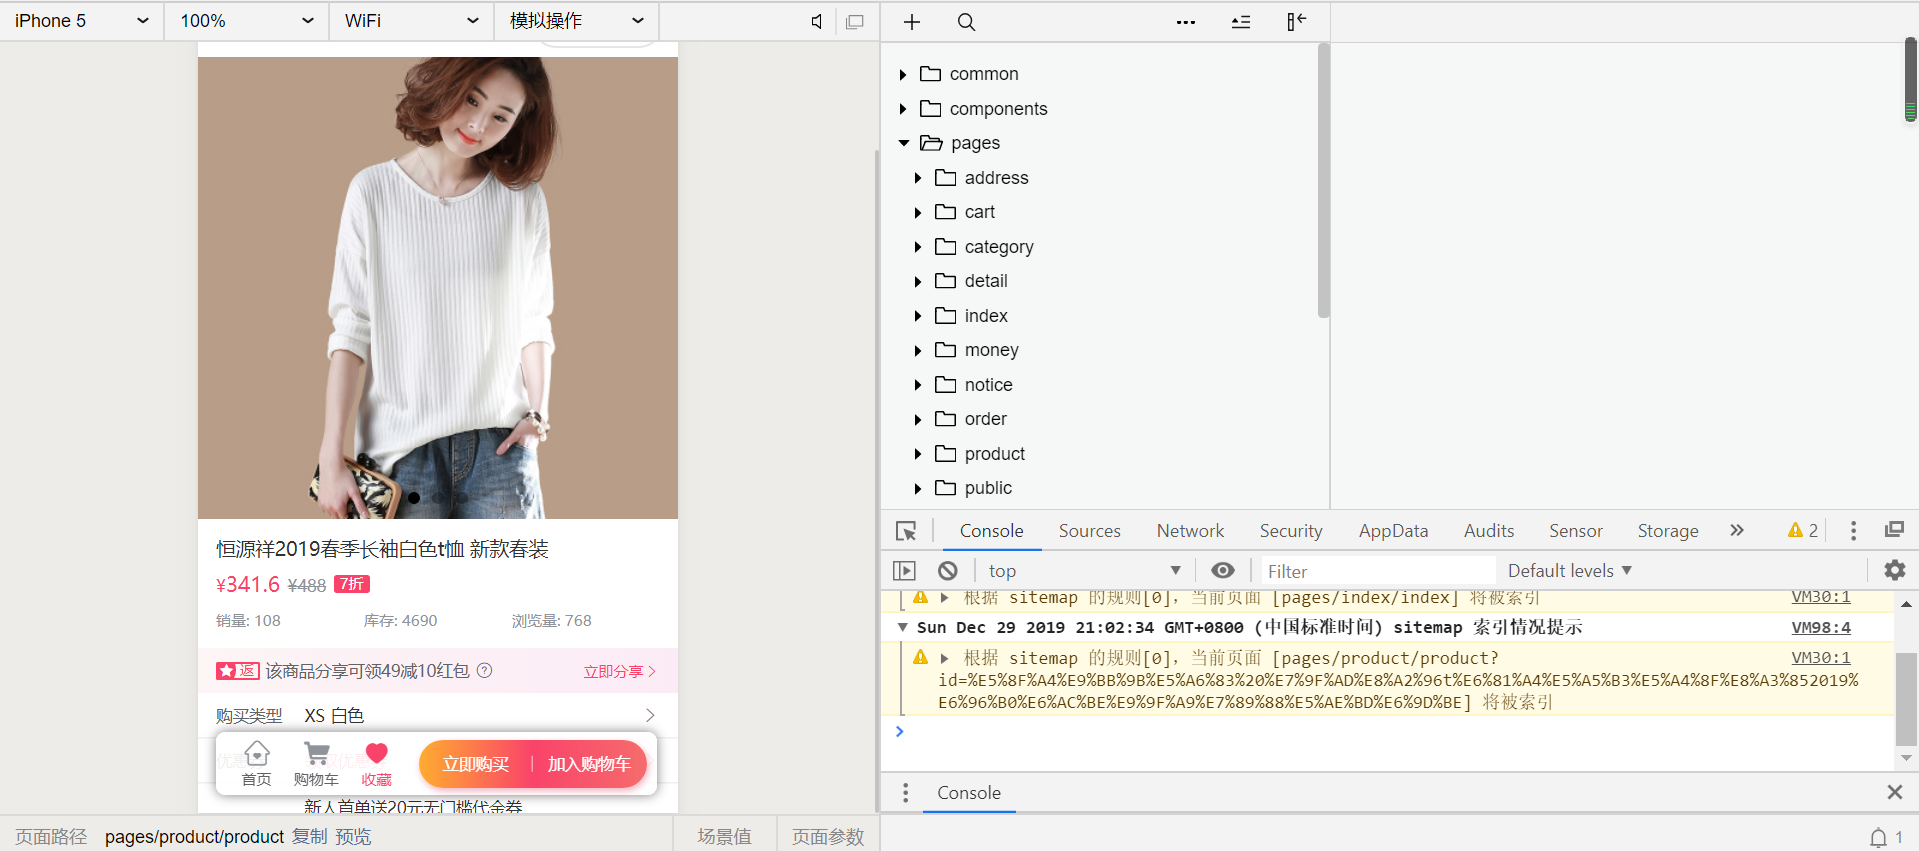 iPhone 5 100% WiFi 模拟操作
恒源祥2019春季长袖白色t恤 新款春装
¥341.6 ¥488 7折
销量: 108 库存: 4690 浏览量: 768
返 该商品分享可领49减10红包 ? 立即分享
购买类型 XS 白色
首页 购物车 收藏 立即购买 加入购物车
新人首单送20元无门槛代金券
页面路径 pages/product/product 复制 预览 场景值 页面参数
common
components
pages
address
cart
category
detail
index
money
notice
order
product
public
Console Sources Network Security AppData Audits Sensor Storage 2
top Filter Default levels
根据 sitemap 的规则[0], 当前页面 [pages/index/index] 将被索引 VM30:1
Sun Dec 29 2019 21:02:34 GMT+0800 (中国标准时间) sitemap 索引情况提示 VM98:4
根据 sitemap 的规则[0], 当前页面 [pages/product/product? VM30:1
id=%E5%8F%A4%E9%BB%9B%E5%A6%83%20%E7%9F%AD%E8%A2%96t%E6%81%A4%E5%A5%B3%E5%A4%8F%E8%A3%852019%
E6%96%B0%E6%AC%BE%E9%9F%A9%E7%89%88%E5%AE%BD%E6%9D%BE] 将被索引
Console
1